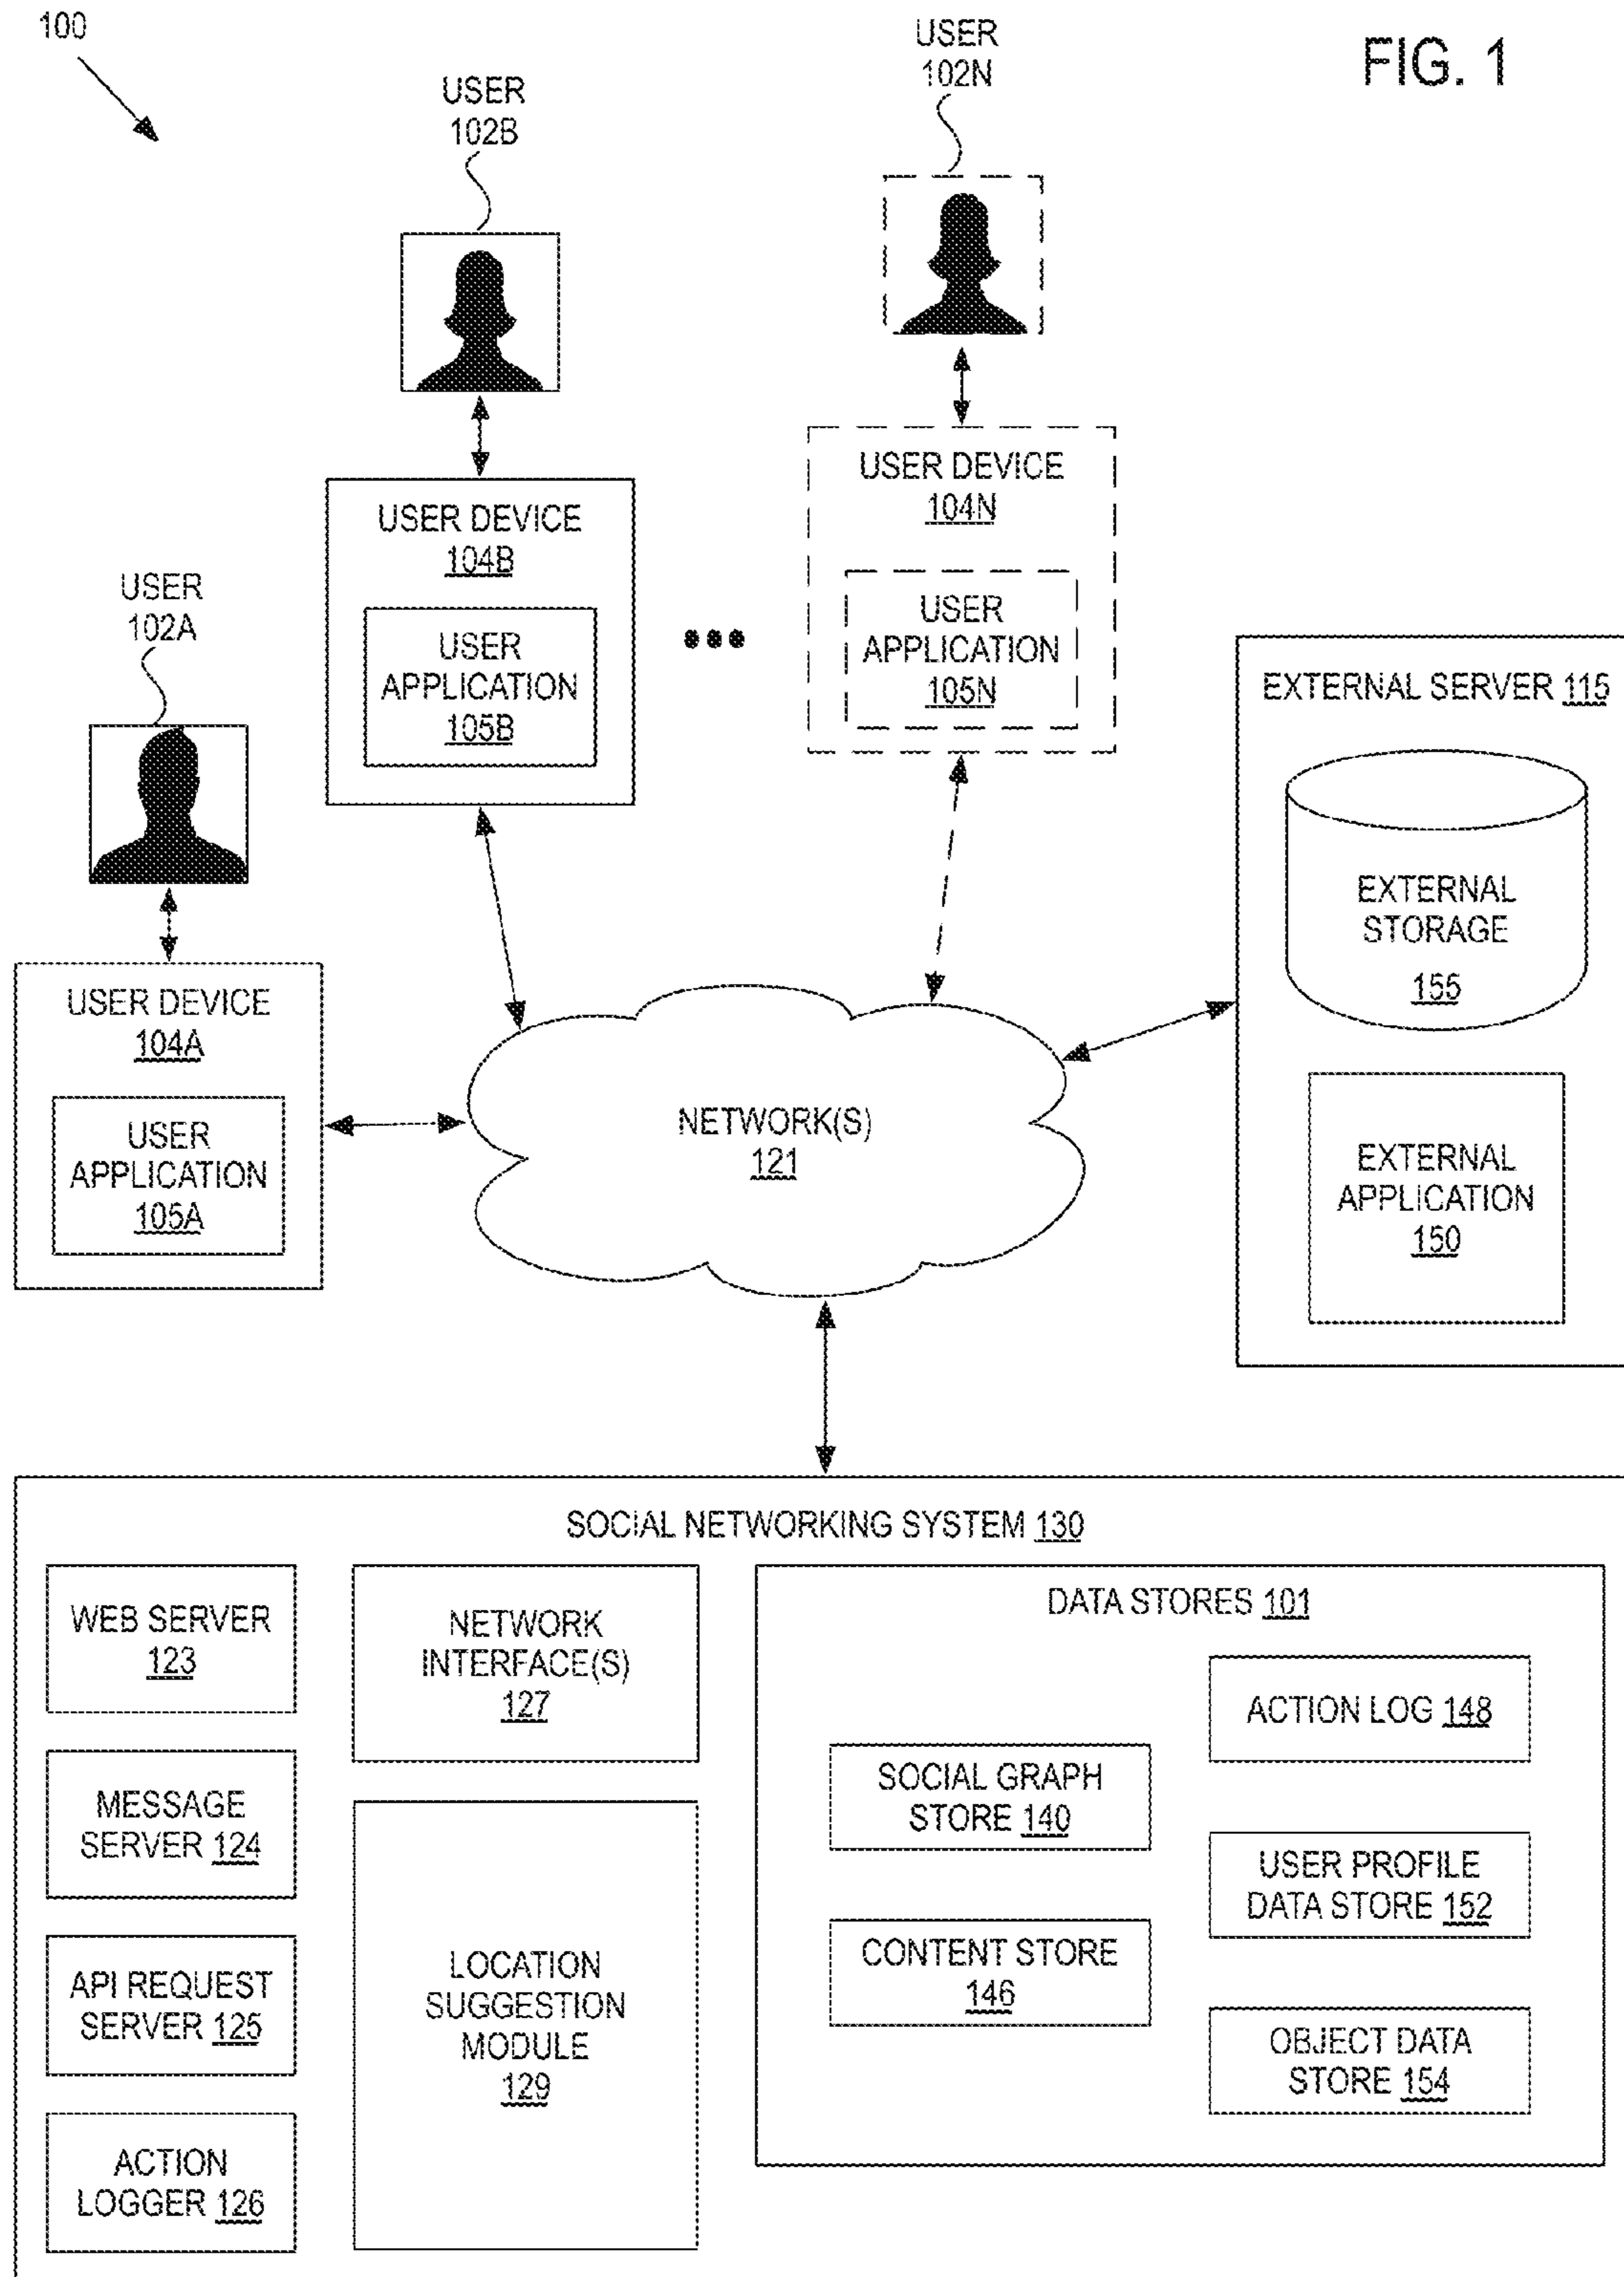 100
FIG. 1
USER
102N
USER
102B
USER DEVICE
104N
USER
APPLICATION
105N
USER DEVICE
104B
USER
APPLICATION
105B
USER
102A
EXTERNAL SERVER 115
EXTERNAL
STORAGE
155
EXTERNAL
APPLICATION
150
USER DEVICE
104A
USER
APPLICATION
105A
NETWORK(S)
121
SOCIAL NETWORKING SYSTEM 130
WEB SERVER
123
MESSAGE
SERVER 124
API REQUEST
SERVER 125
ACTION
LOGGER 126
NETWORK
INTERFACE(S)
127
LOCATION
SUGGESTION
MODULE
129
DATA STORES 101
SOCIAL GRAPH
STORE 140
CONTENT STORE
146
ACTION LOG 148
USER PROFILE
DATA STORE 152
OBJECT DATA
STORE 154